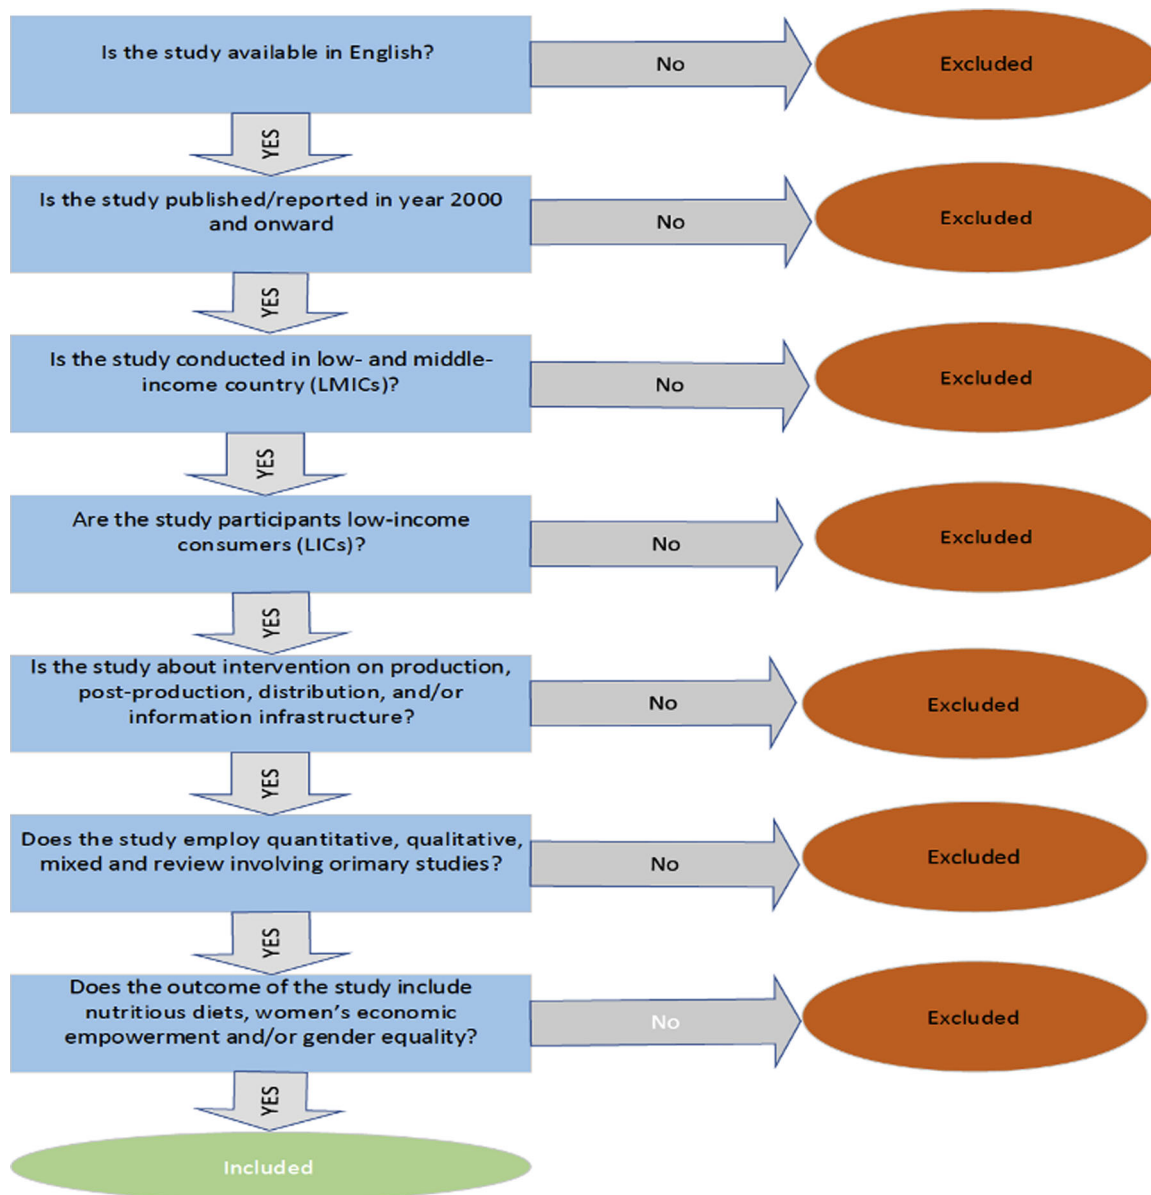 Is the study available in English?
No
Excluded
YES
Is the study published/reported in year 2000
and onward
No
Excluded
YES
Is the study conducted in low- and middle-
income country (LMICs)?
No
Excluded
YES
Are the study participants low-income
consumers (LICs)?
No
Excluded
YES
Is the study about intervention on production,
post-production, distribution, and/or
information infrastructure?
No
Excluded
YES
Does the study employ quantitative, qualitative,
mixed and review involving orimary studies?
No
Excluded
YES
Does the outcome of the study include
nutritious diets, women's economic
empowerment and/or gender equality?
No
Excluded
YES
Included